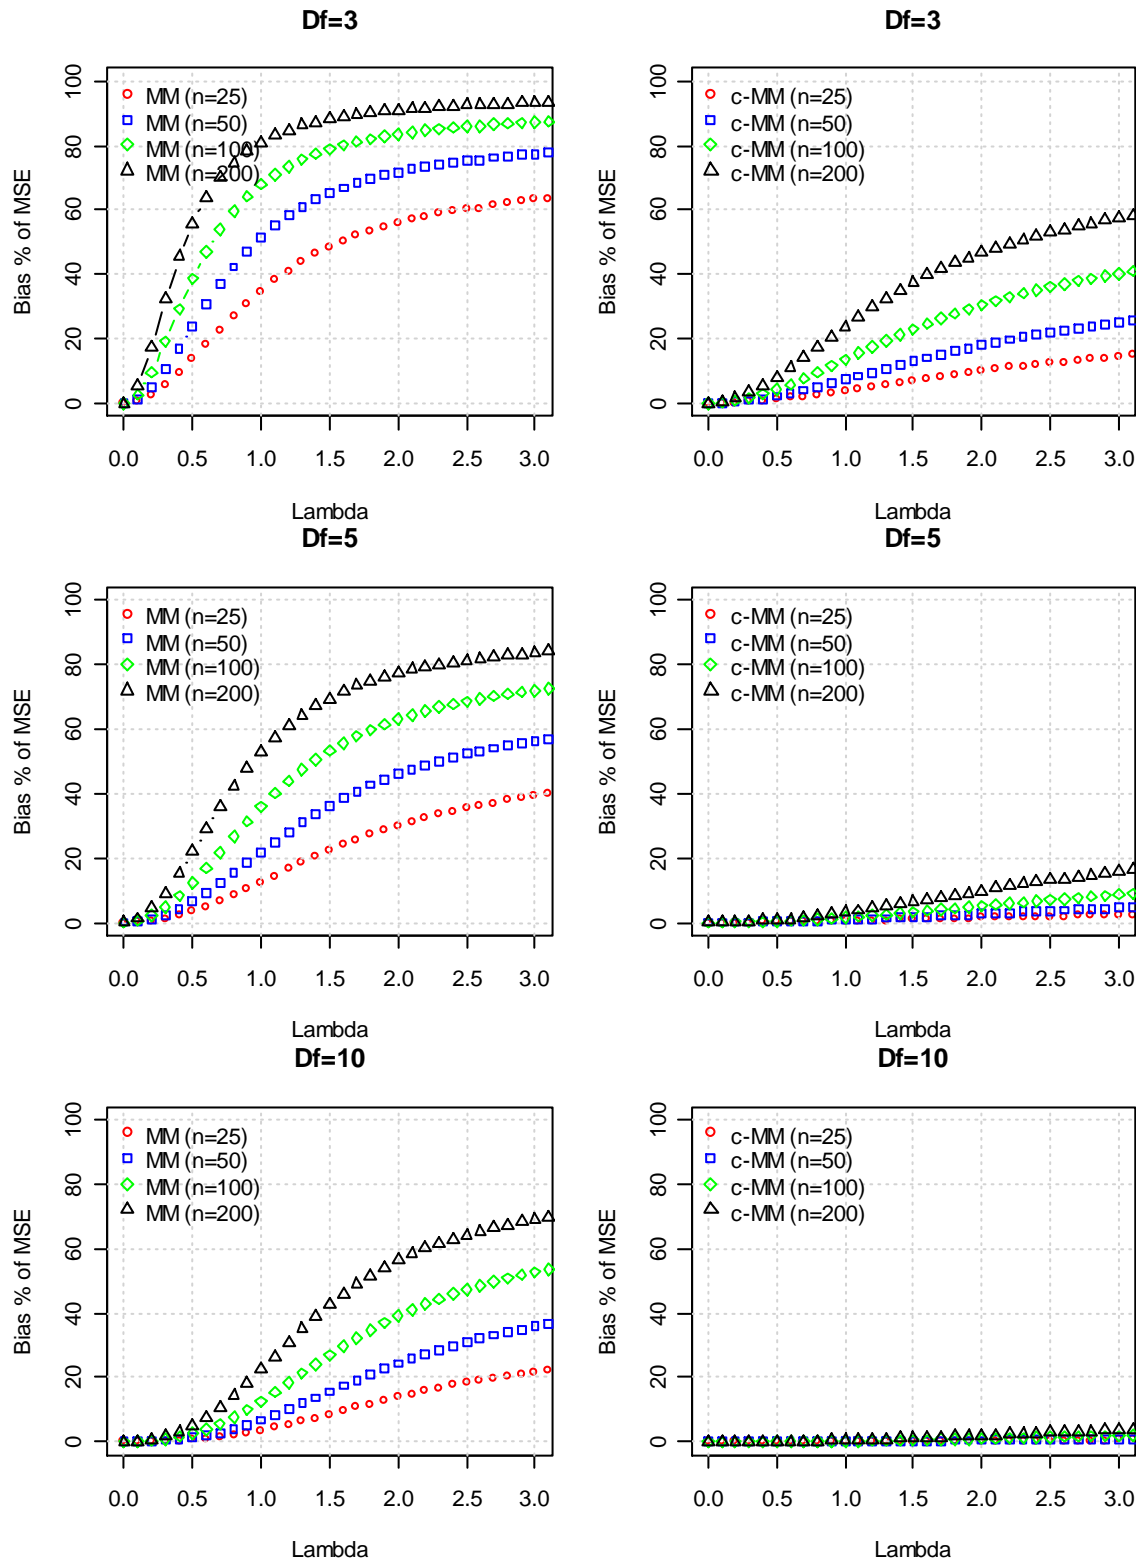 Df=3
Bias % of MSE
100
80
60
40
20
0
MM (n=25)
MM (n=50)
MM (n=100)
MM (n=200)
0.0 0.5 1.0 1.5 2.0 2.5 3.0
Lambda
Df=3
Bias % of MSE
100
80
60
40
20
0
c-MM (n=25)
c-MM (n=50)
c-MM (n=100)
c-MM (n=200)
0.0 0.5 1.0 1.5 2.0 2.5 3.0
Lambda
Df=5
Bias % of MSE
100
80
60
40
20
0
MM (n=25)
MM (n=50)
MM (n=100)
MM (n=200)
0.0 0.5 1.0 1.5 2.0 2.5 3.0
Lambda
Df=5
Bias % of MSE
100
80
60
40
20
0
c-MM (n=25)
c-MM (n=50)
c-MM (n=100)
c-MM (n=200)
0.0 0.5 1.0 1.5 2.0 2.5 3.0
Lambda
Df=10
Bias % of MSE
100
80
60
40
20
0
MM (n=25)
MM (n=50)
MM (n=100)
MM (n=200)
0.0 0.5 1.0 1.5 2.0 2.5 3.0
Lambda
Df=10
Bias % of MSE
100
80
60
40
20
0
c-MM (n=25)
c-MM (n=50)
c-MM (n=100)
c-MM (n=200)
0.0 0.5 1.0 1.5 2.0 2.5 3.0
Lambda